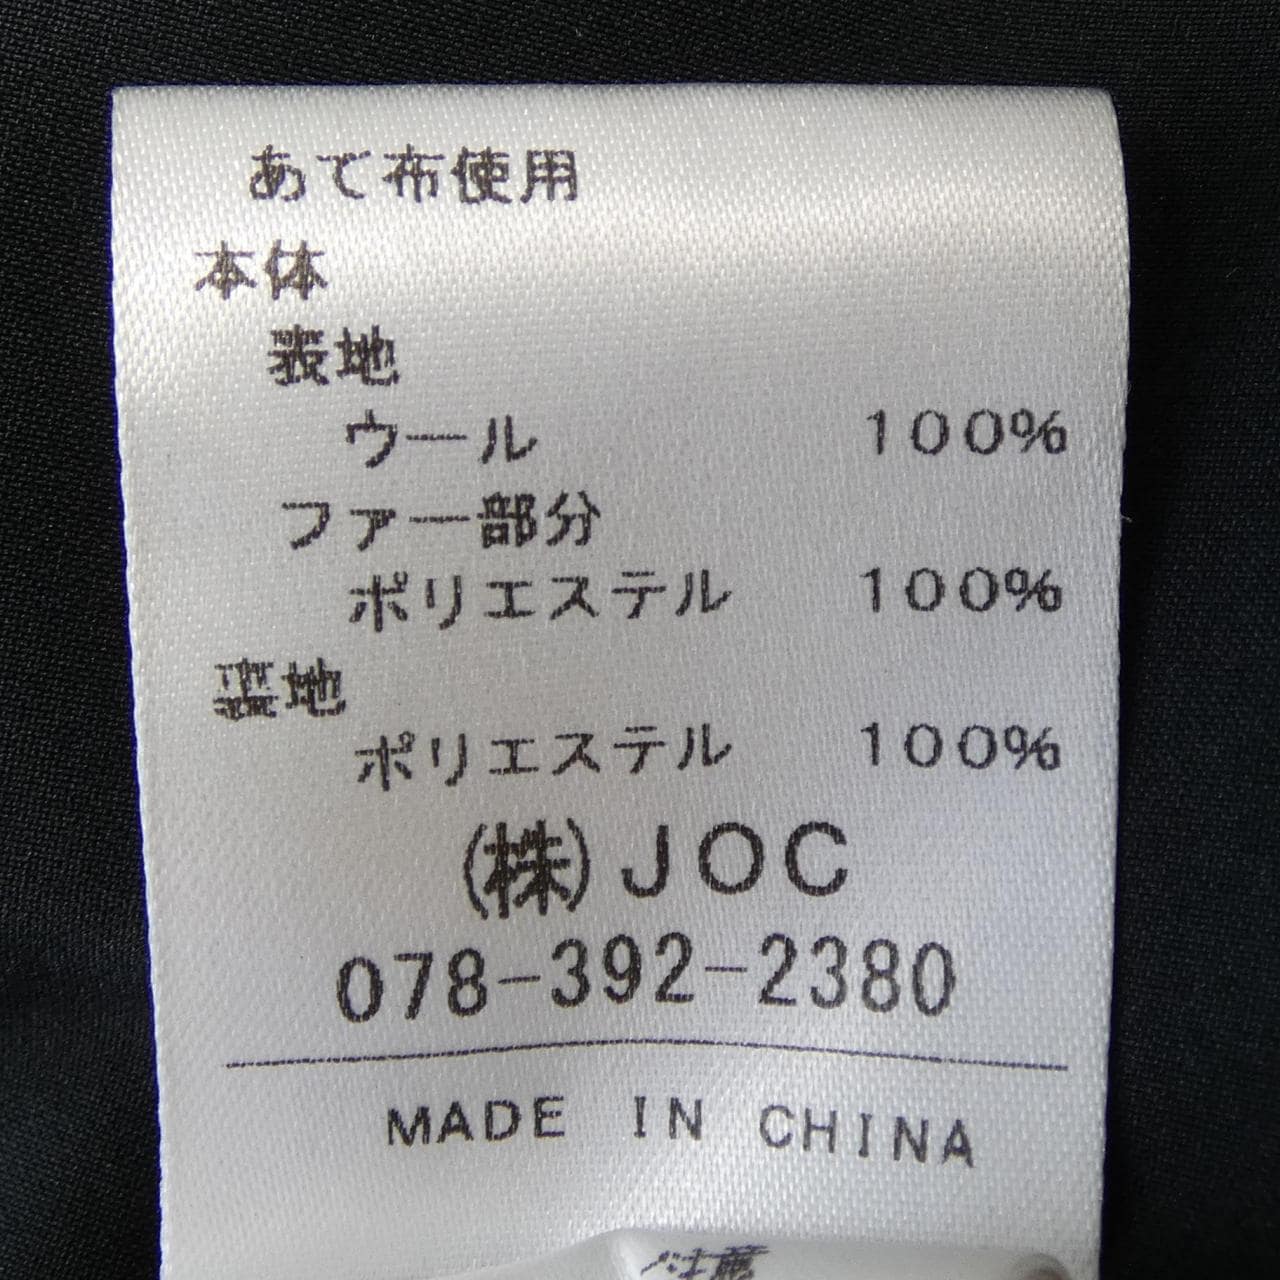 あて布使用
本体
表地
ウール 100%
ファー部分
ポリエステル 100%
裏地
ポリエステル 100%
(株)JOC
078-392-2380
MADE IN CHINA
注意